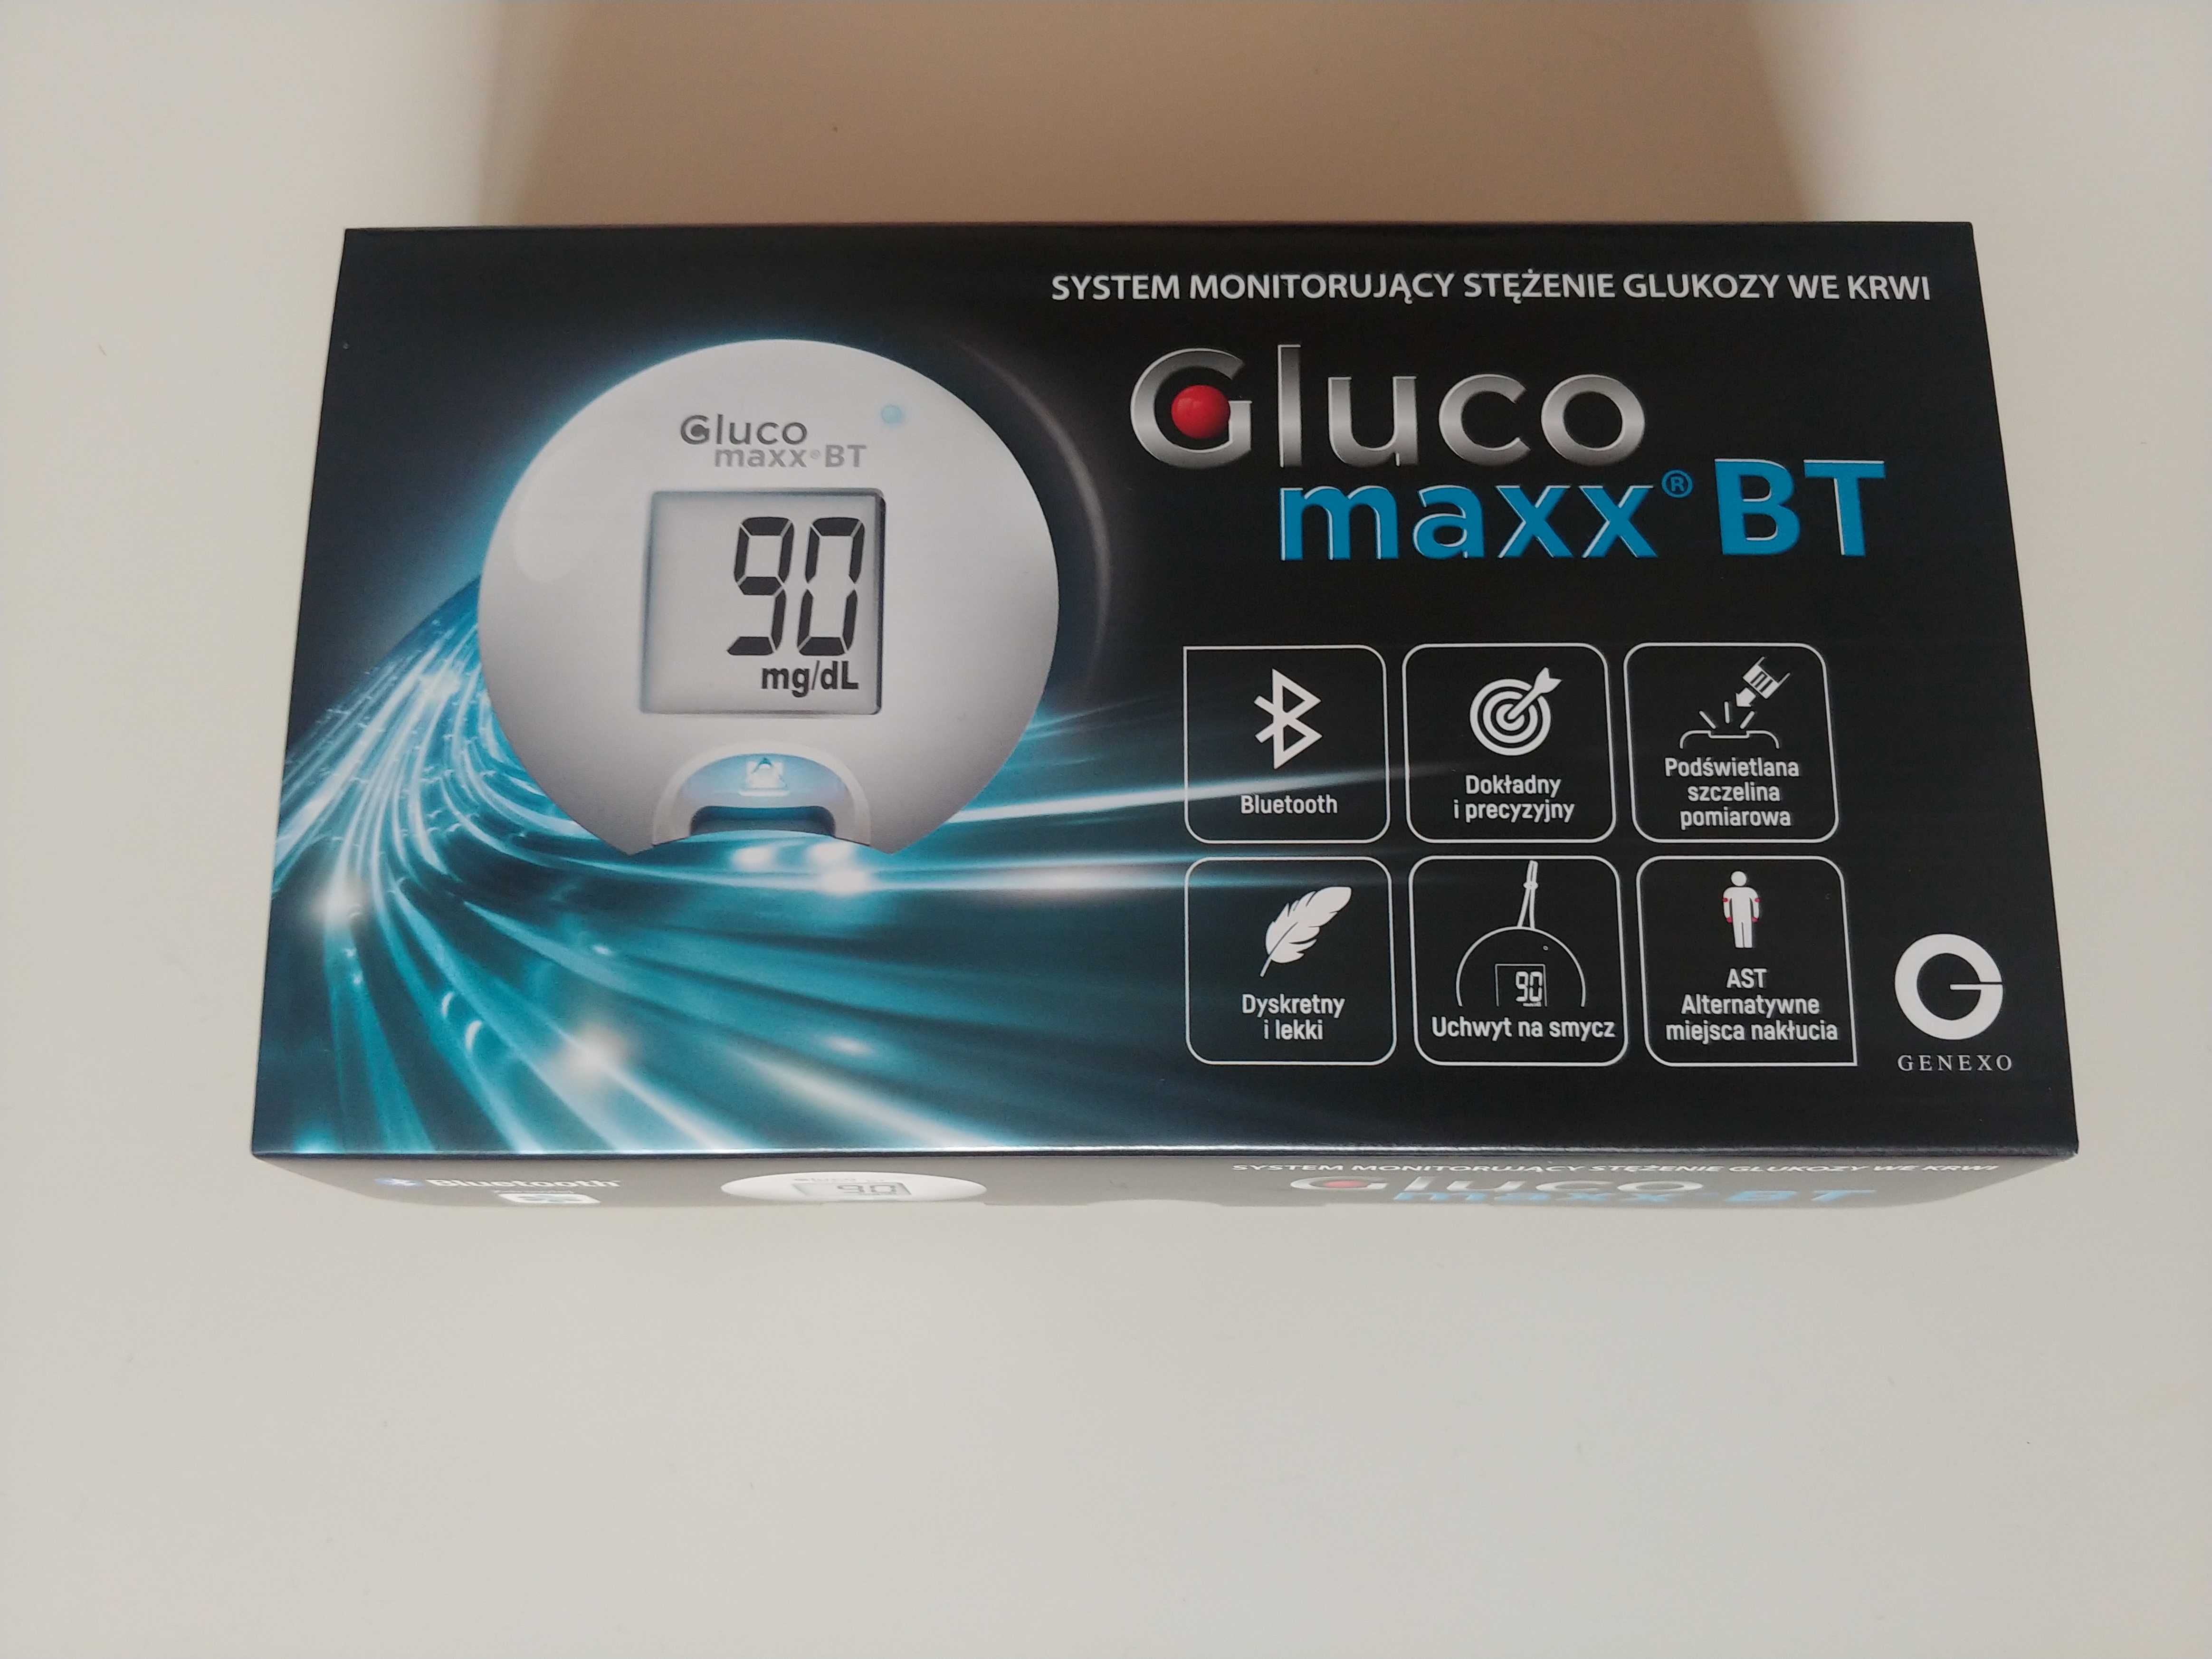 SYSTEM MONITORUJĄCY STĘŻENIE GLUKOZY WE KRWI
Gluco
maxx® BT
Gluco
maxx® BT
90
mg/dL
Bluetooth
Dokładny
i precyzyjny
Podświetlana
szczelina
pomiarowa
Dyskretny
i lekki
90
Uchwyt na smycz
AST
Alternatywne
miejsca nakłucia
G
GENEXO
SYSTEM MONITORUJĄCY STĘŻENIE GLUKOZY WE KRWI
Bluetooth
90
Gluco
maxx BT